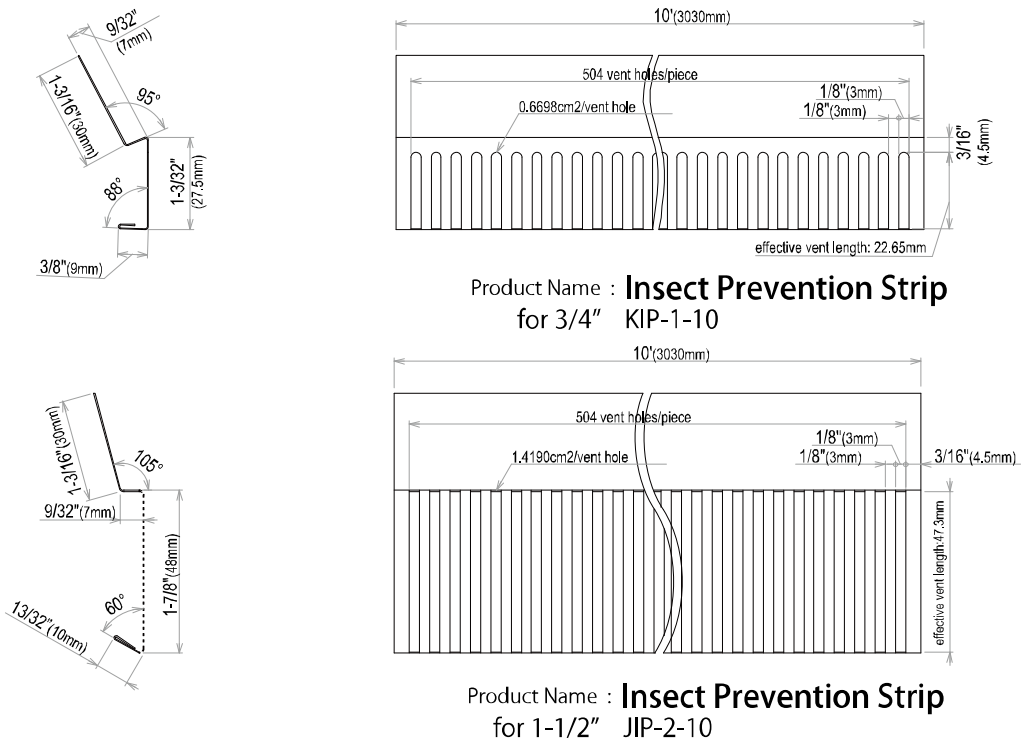 9/32"
(7mm)
1-3/16"(30mm)
95°
88°
1-3/32"
(27.5mm)
3/8"(9mm)
10'(3030mm)
504 vent holes/piece
0.6698cm2/vent hole
1/8"(3mm)
1/8"(3mm)
3/16"
(4.5mm)
effective vent length: 22.65mm
Product Name : Insect Prevention Strip
for 3/4" KIP-1-10
1-3/16"(30mm)
105°
9/32"(7mm)
1-7/8"(48mm)
60°
13/32"(10mm)
10'(3030mm)
504 vent holes/piece
1.4190cm2/vent hole
1/8"(3mm)
1/8"(3mm)
3/16"(4.5mm)
effective vent length:47.3mm
Product Name : Insect Prevention Strip
for 1-1/2" JIP-2-10